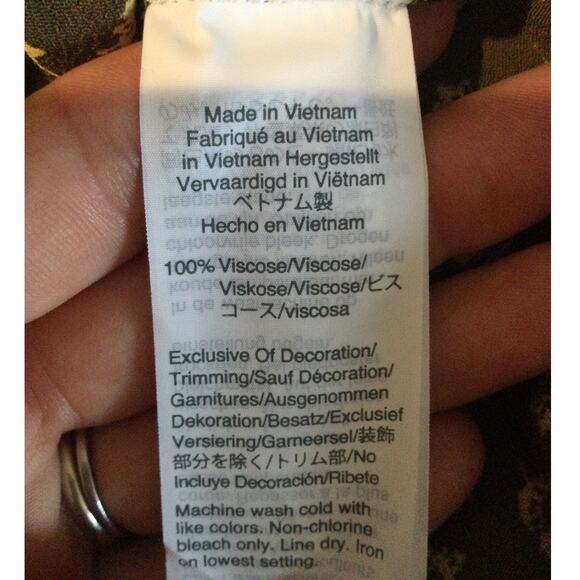 Made in Vietnam
Fabriqué au Vietnam
in Vietnam Hergestellt
Vervaardigd in Viëtnam
ベトナム製
Hecho en Vietnam
100% Viscose/Viscose/
Viskose/Viscose/ビス
コース/viscosa
Exclusive Of Decoration/
Trimming/Sauf Décoration/
Garnitures/Ausgenommen
Dekoration/Besatz/Exclusief
Versiering/Garneersel/装飾
部分を除く/トリム部/No
Incluye Decoración/Ribete
Machine wash cold with
like colors. Non-chlorine
bleach only. Line dry. Iron
on lowest setting.